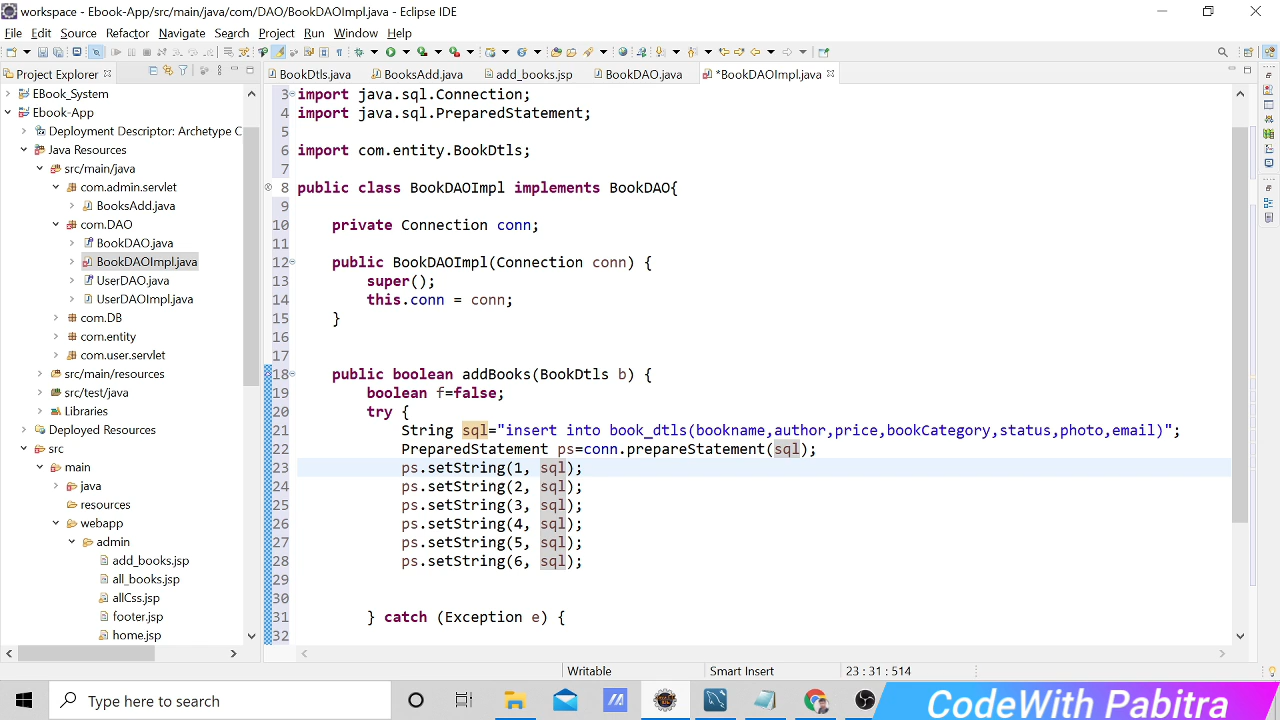 workspace - Ebook-App/src/main/java/com/DAO/BookDAOImpl.java - Eclipse IDE
File Edit Source Refactor Navigate Search Project Run Window Help
Project Explorer
BookDtls.java BooksAdd.java add_books.jsp BookDAO.java *BookDAOImpl.java
EBook_System
Ebook-App
Deployment Descriptor: Archetype C
Java Resources
src/main/java
com.admin.servlet
BooksAdd.java
com.DAO
BookDAO.java
BookDAOImpl.java
UserDAO.java
UserDAOImpl.java
com.DB
com.entity
com.user.servlet
src/main/resources
src/test/java
Libraries
Deployed Resources
src
main
java
resources
webapp
admin
add_books.jsp
all_books.jsp
allCss.jsp
footer.jsp
home.jsp
3 import java.sql.Connection;
4 import java.sql.PreparedStatement;
5
6 import com.entity.BookDtls;
7
8 public class BookDAOImpl implements BookDAO{
9
10 private Connection conn;
11
12 public BookDAOImpl(Connection conn) {
13 super();
14 this.conn = conn;
15 }
16
17
18 public boolean addBooks(BookDtls b) {
19 boolean f=false;
20 try {
21 String sql="insert into book_dtls(bookname,author,price,bookCategory,status,photo,email)";
22 PreparedStatement ps=conn.prepareStatement(sql);
23 ps.setString(1, sql);
24 ps.setString(2, sql);
25 ps.setString(3, sql);
26 ps.setString(4, sql);
27 ps.setString(5, sql);
28 ps.setString(6, sql);
29
30
31 } catch (Exception e) {
32
Writable Smart Insert 23 : 31 : 514
Type here to search
CodeWith Pabitra